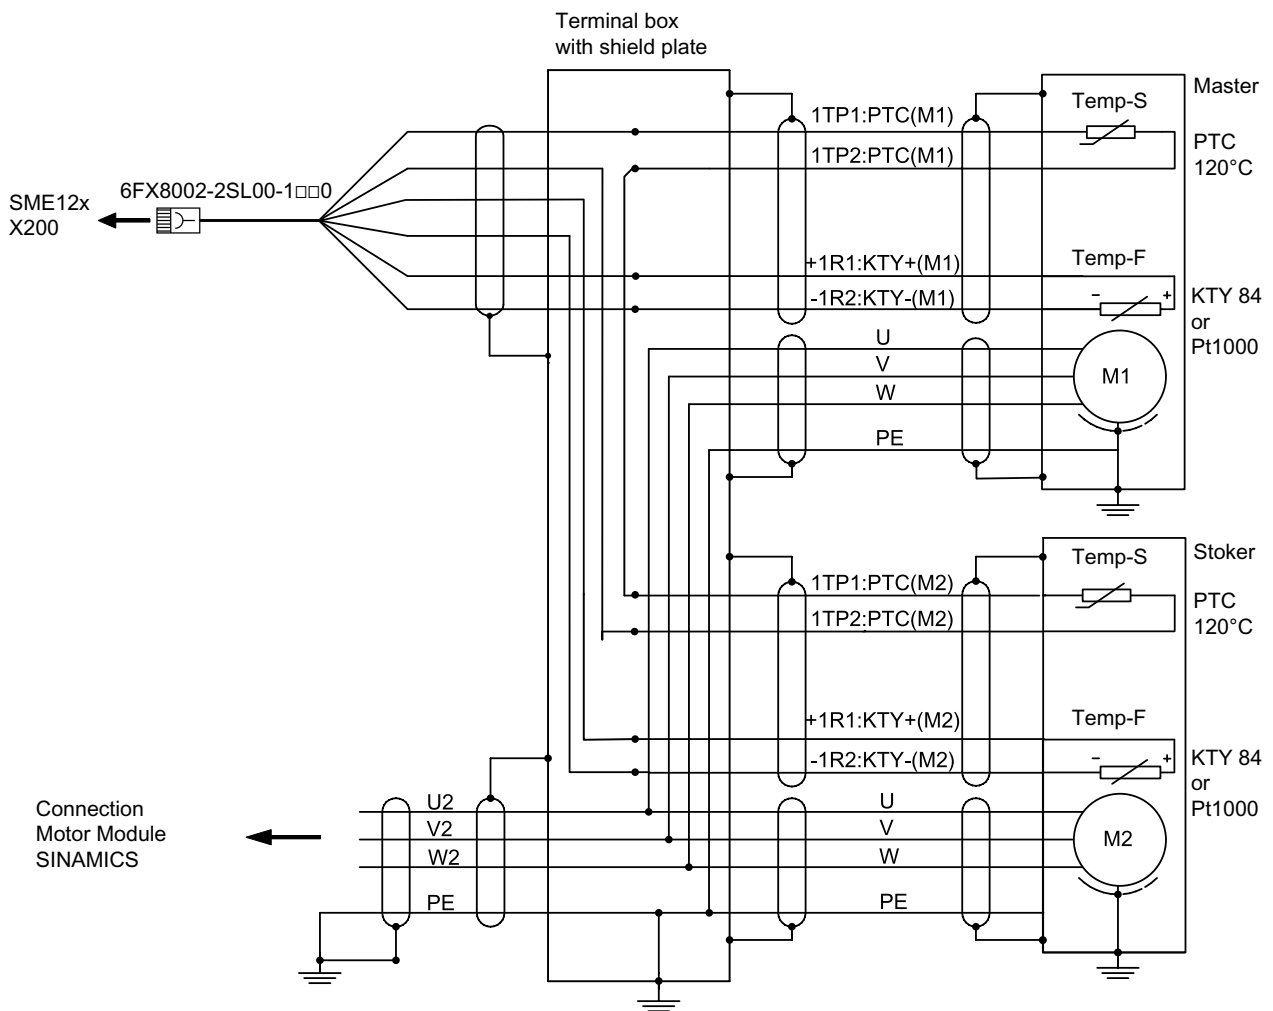 Terminal box
with shield plate
Master
Temp-S
1TP1:PTC(M1)
PTC
120°C
1TP2:PTC(M1)
6FX8002-2SL00-1□□0
SME12x
X200
+1R1:KTY+(M1)
Temp-F
-1R2:KTY-(M1)
- +
KTY 84
or
Pt1000
U
V
M1
W
PE
Stoker
Temp-S
1TP1:PTC(M2)
PTC
120°C
1TP2:PTC(M2)
+1R1:KTY+(M2)
Temp-F
-1R2:KTY-(M2)
- +
KTY 84
or
Pt1000
Connection
Motor Module
SINAMICS
U2
U
V2
V
M2
W2
W
PE
PE